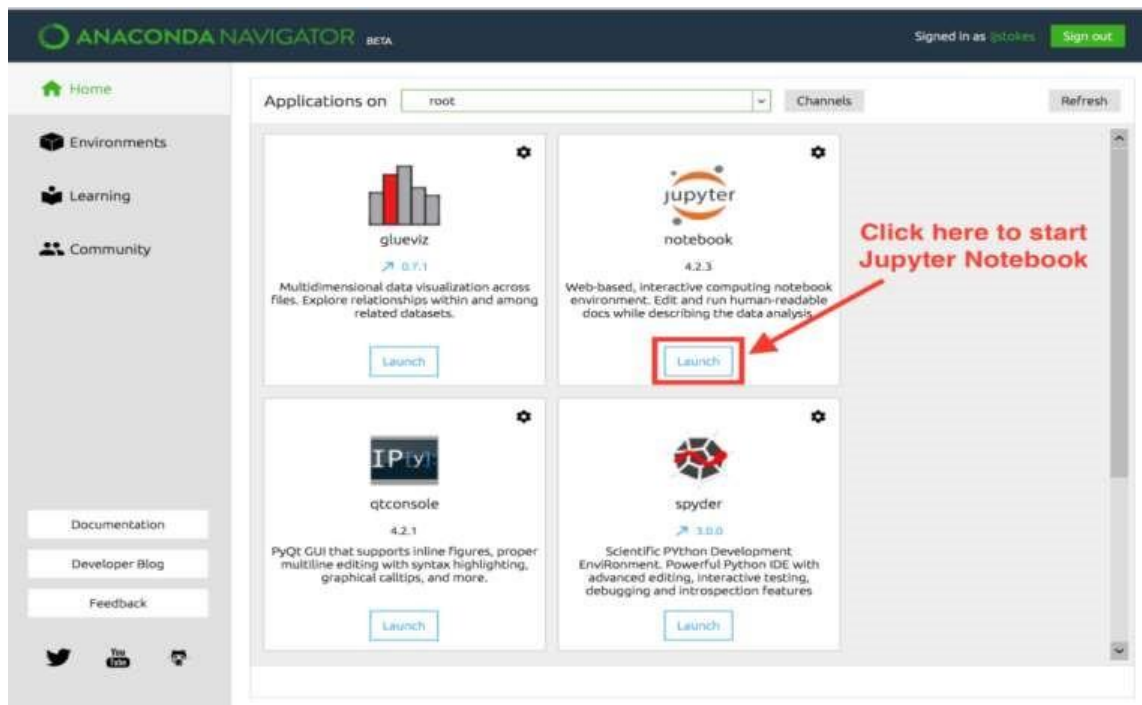 ANACONDA NAVIGATOR BETA
Signed in as ijstokes
Sign out
Home
Environments
Learning
Community
Documentation
Developer Blog
Feedback
You
Tube
Applications on
root
Channels
Refresh
glueviz
0.7.1
Multidimensional data visualization across
files. Explore relationships within and among
related datasets.
Launch
jupyter
notebook
4.2.3
Web-based, interactive computing notebook
environment. Edit and run human-readable
docs while describing the data analysis.
Launch
Click here to start
Jupyter Notebook
IP[y]:
qtconsole
4.2.1
PyQt GUI that supports inline figures, proper
multiline editing with syntax highlighting,
graphical calltips, and more.
Launch
spyder
3.0.0
Scientific PYthon Development
EnviRonment. Powerful Python IDE with
advanced editing, interactive testing,
debugging and introspection features
Launch